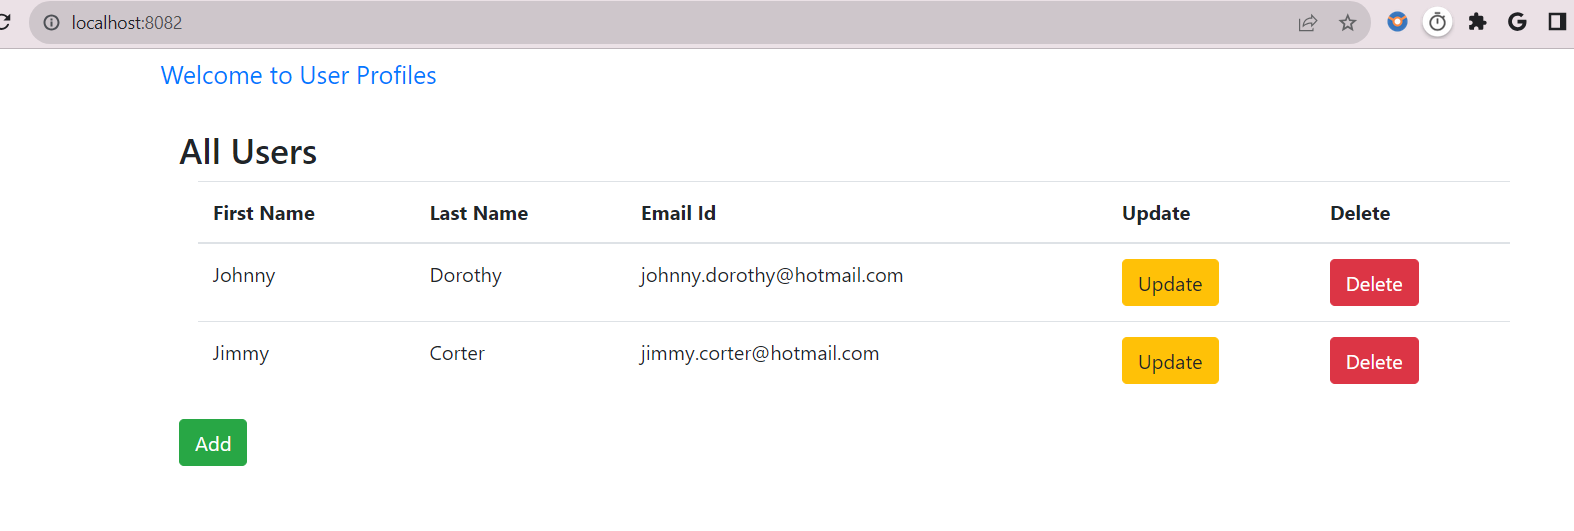 localhost:8082
Welcome to User Profiles
All Users
First Name Last Name Email Id Update Delete
Johnny Dorothy johnny.dorothy@hotmail.com Update Delete
Jimmy Corter jimmy.corter@hotmail.com Update Delete
Add